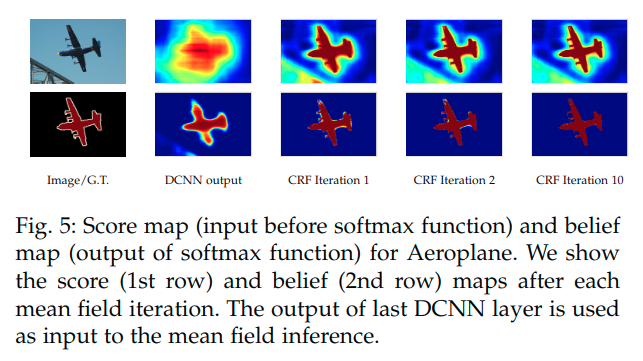 Image/G.T.
DCNN output
CRF Iteration 1
CRF Iteration 2
CRF Iteration 10
Fig. 5: Score map (input before softmax function) and belief
map (output of softmax function) for Aeroplane. We show
the score (1st row) and belief (2nd row) maps after each
mean field iteration. The output of last DCNN layer is used
as input to the mean field inference.